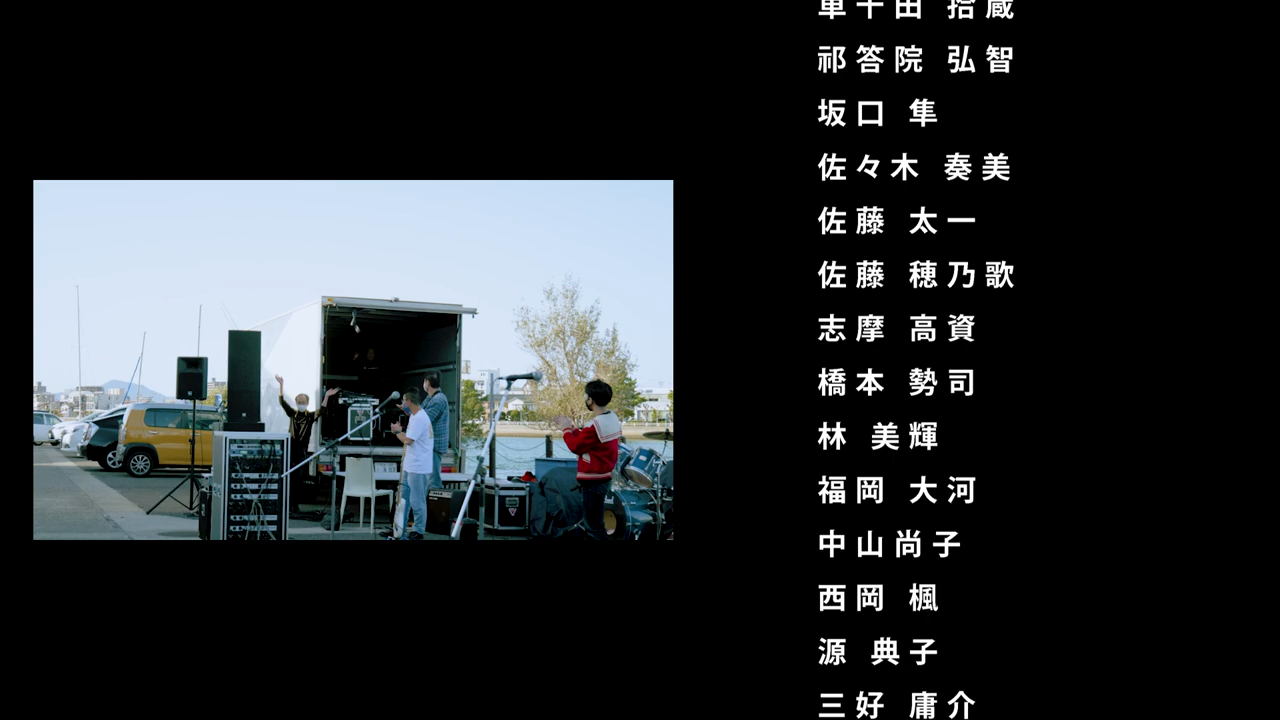 祁答院 弘智
坂口 隼
佐々木 奏美
佐藤 太一
佐藤 穂乃歌
志摩 高資
橋本 勢司
林 美輝
福岡 大河
中山尚子
西岡 楓
源 典子
三好 庸介